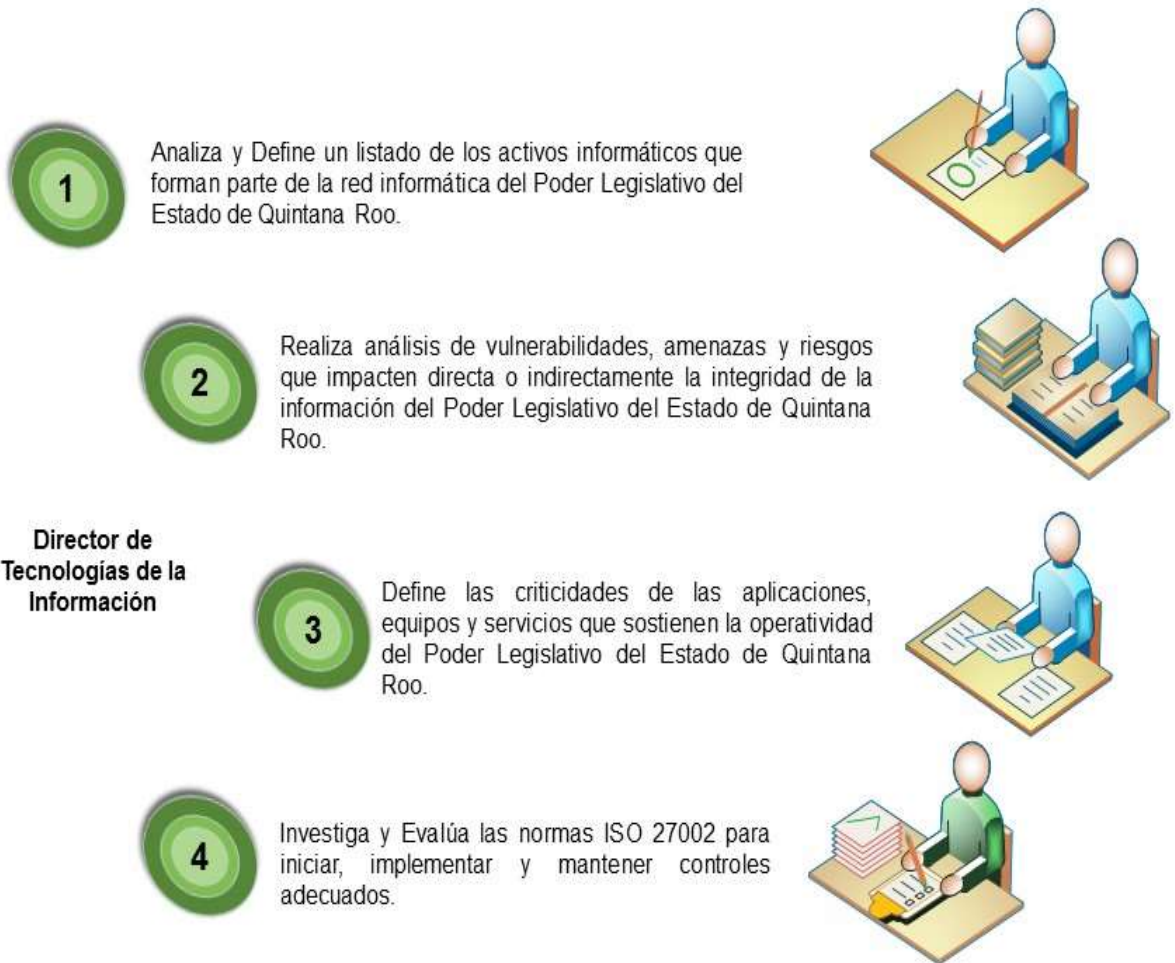 1
Analiza y Define un listado de los activos informáticos que
forman parte de la red informática del Poder Legislativo del
Estado de Quintana Roo.
2
Realiza análisis de vulnerabilidades, amenazas y riesgos
que impacten directa o indirectamente la integridad de la
información del Poder Legislativo del Estado de Quintana
Roo.
Director de
Tecnologías de la
Información
3
Define las criticidades de las aplicaciones,
equipos y servicios que sostienen la operatividad
del Poder Legislativo del Estado de Quintana
Roo.
4
Investiga y Evalúa las normas ISO 27002 para
iniciar, implementar y mantener controles
adecuados.